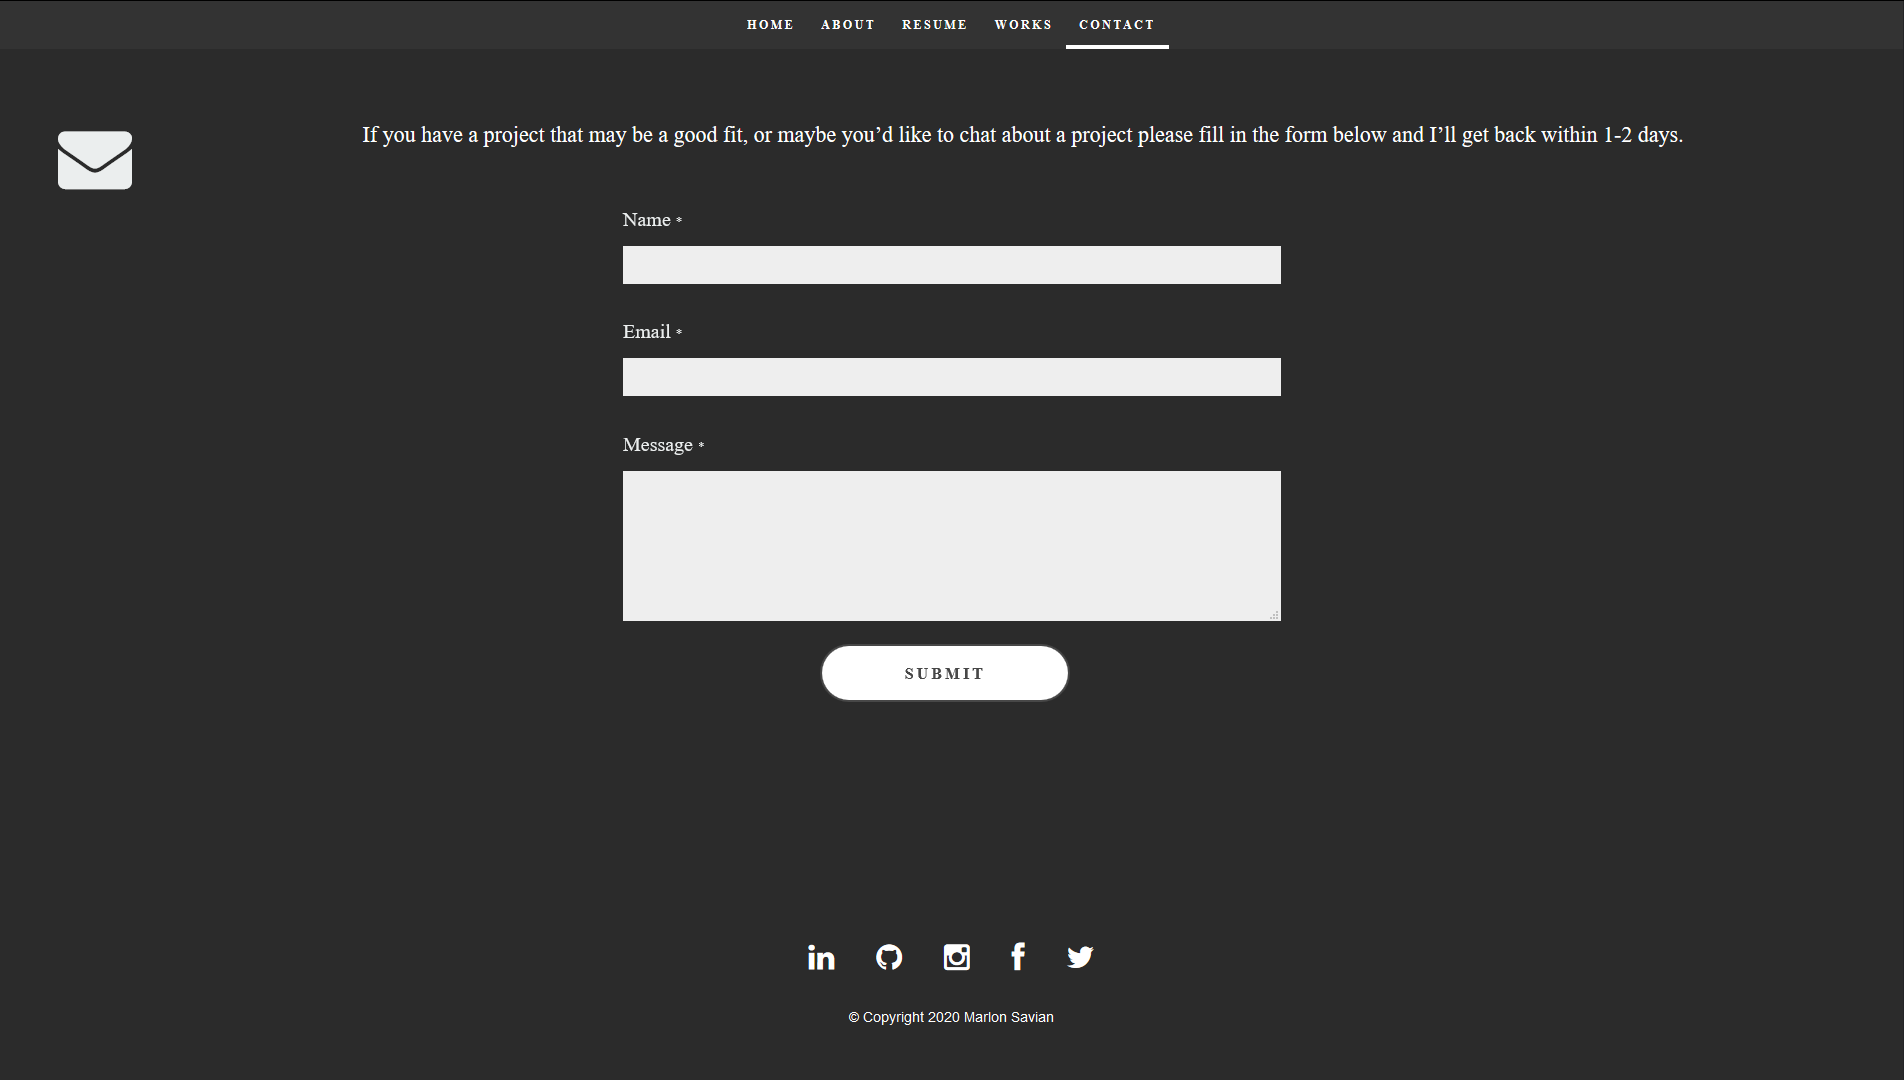 HOME ABOUT RESUME WORKS CONTACT
If you have a project that may be a good fit, or maybe you’d like to chat about a project please fill in the form below and I’ll get back within 1-2 days.
Name *
Email *
Message *
SUBMIT
© Copyright 2020 Marlon Savian